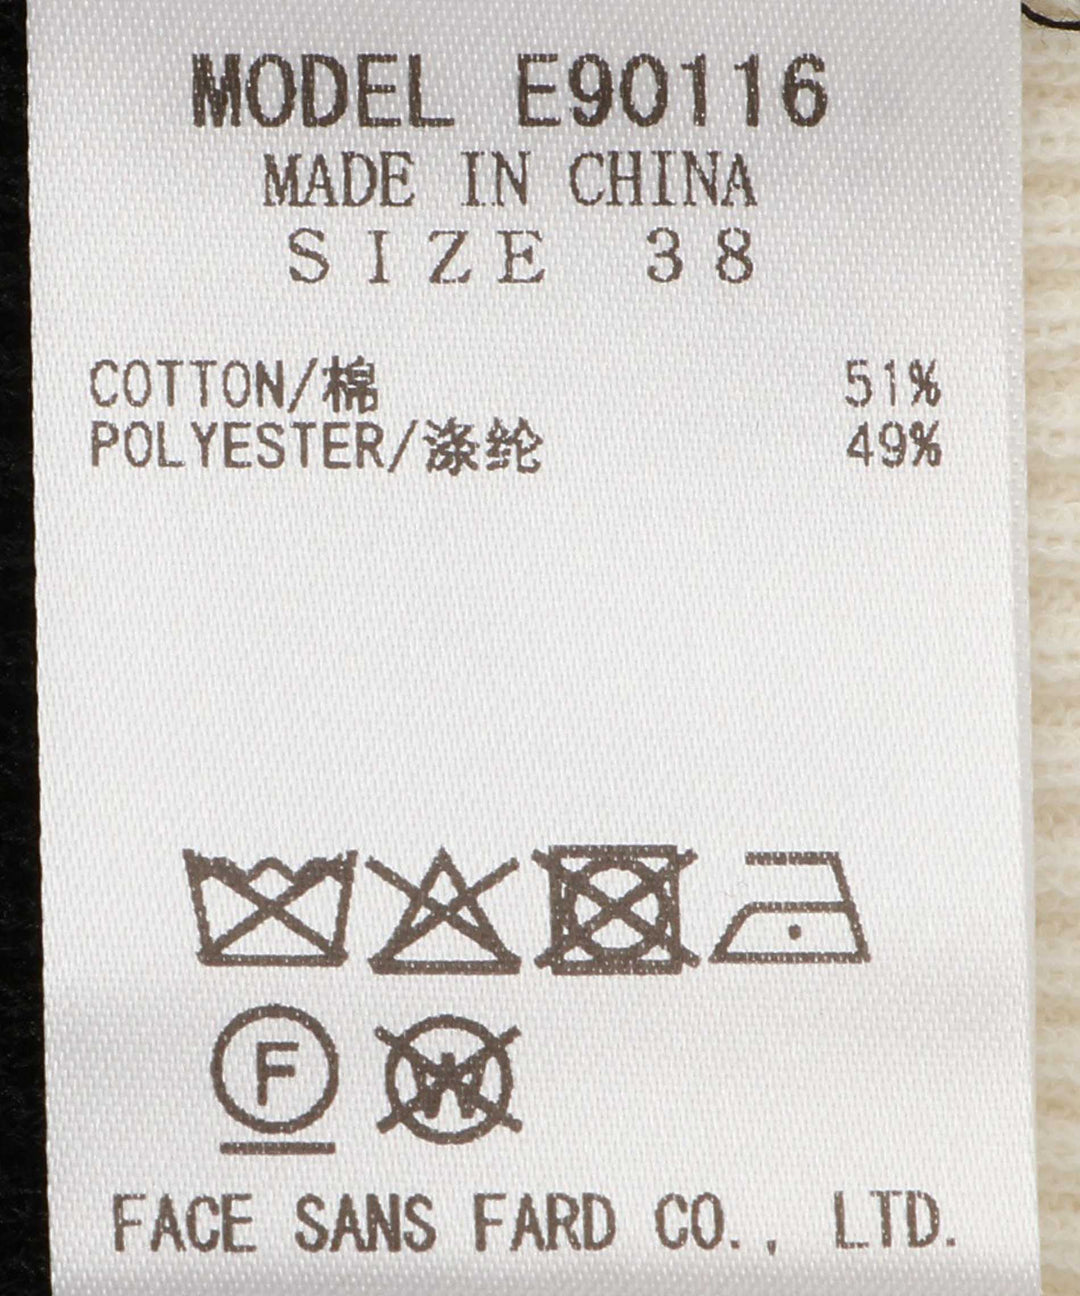 MODEL E90116
MADE IN CHINA
SIZE 38
COTTON/棉 51%
POLYESTER/涤纶 49%
F
W
FACE SANS FARD CO., LTD.